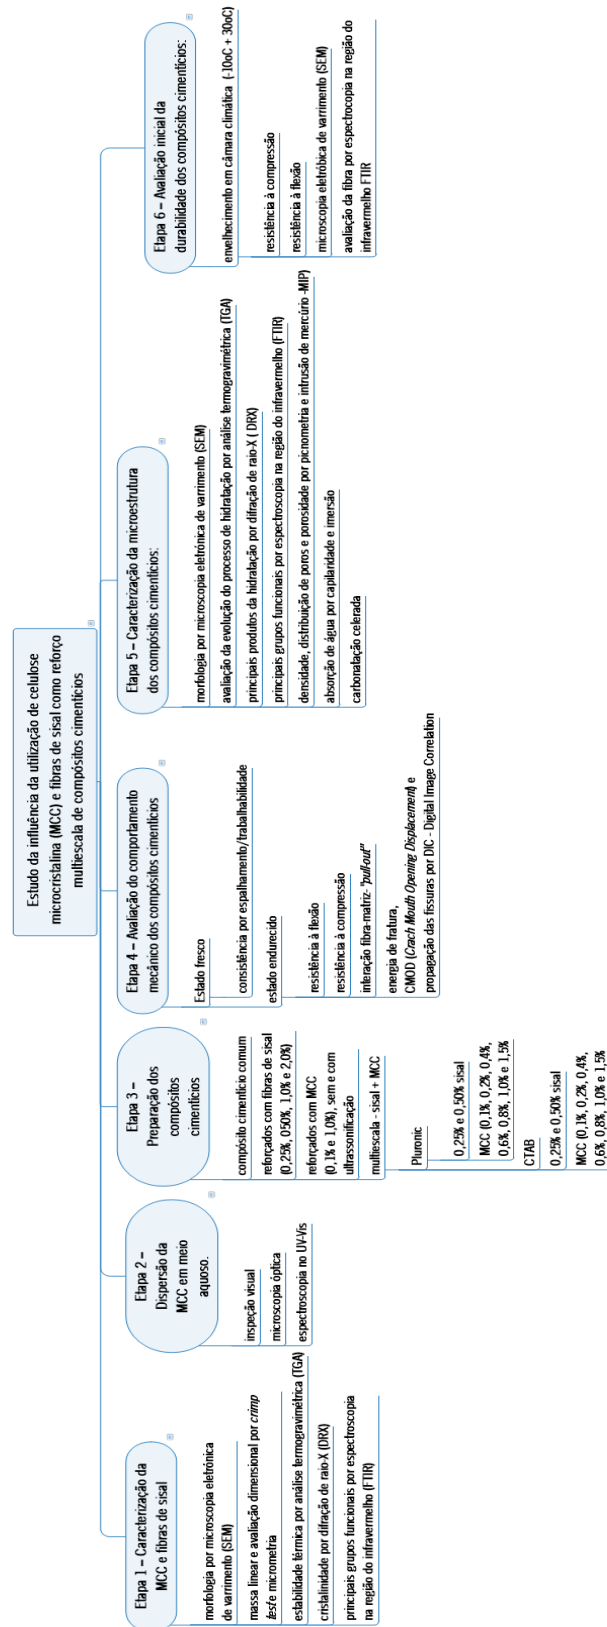 Estudo da influência da utilização de celulose
microcristalina (MCC) e fibras de sisal como reforço
multiescala de compósitos cimentícios
Etapa 1 – Caracterização da
MCC e fibras de sisal
morfologia por microscopia eletrónica
de varrimento (SEM)
massa linear e avaliação dimensional por crimp
test e micrometria
estabilidade térmica por análise termogravimétrica (TGA)
cristalinidade por difração de raio-X (DRX)
principais grupos funcionais por espectroscopia
na região do infravermelho (FTIR)
Etapa 2 –
Dispersão da
MCC em meio
aquoso.
inspeção visual
microscopia óptica
espectroscopia no UV-Vis
Etapa 3 –
Preparação dos
compósitos
cimentícios
compósito cimentício comum
reforçados com fibras de sisal
(0,25%, 050%, 1,0% e 2,0%)
reforçados com MCC
(0,1% e 1,0%), sem e com
ultrassonificação
multiescala - sisal + MCC
Pluronic
0,25% e 0,50% sisal
MCC (0,1%, 0,2%, 0,4%,
0,6%, 0,8%, 1,0% e 1,5%
CTAB
0,25% e 0,50% sisal
MCC (0,1%, 0,2%, 0,4%,
0,6%, 0,8%, 1,0% e 1,5%
Etapa 4 – Avaliação do comportamento
mecânico dos compósitos cimentícios
Estado fresco
consistência por espalhamento/trabalhabilidade
estado endurecido
resistência à flexão
resistência à compressão
interação fibra-matriz- "pull-out"
energia de fratura,
CMOD (Crach Mouth Opening Displacement) e
propagação das fissuras por DIC - Digital Image Correlation
Etapa 5 – Caracterização da microestrutura
dos compósitos cimentícios:
morfologia por microscopia eletrónica de varrimento (SEM)
avaliação da evolução do processo de hidratação por análise termogravimétrica (TGA)
principais produtos da hidratação por difração de raio-X ( DRX)
principais grupos funcionais por espectroscopia na região do infravermelho (FTIR)
densidade, distribuição de poros e porosidade por picnometria e intrusão de mercúrio -MIP)
absorção de água por capilaridade e imersão
carbonatação celerada
Etapa 6 – Avaliação inicial da
durabilidade dos compósitos cimentícios:
envelhecimento em câmara climática (-10oC + 30oC)
resistência à compressão
resistência à flexão
microscopia eletróbica de varrimento (SEM)
avaliação da fibra por espectrocopia na região do
infravermelho FTIR